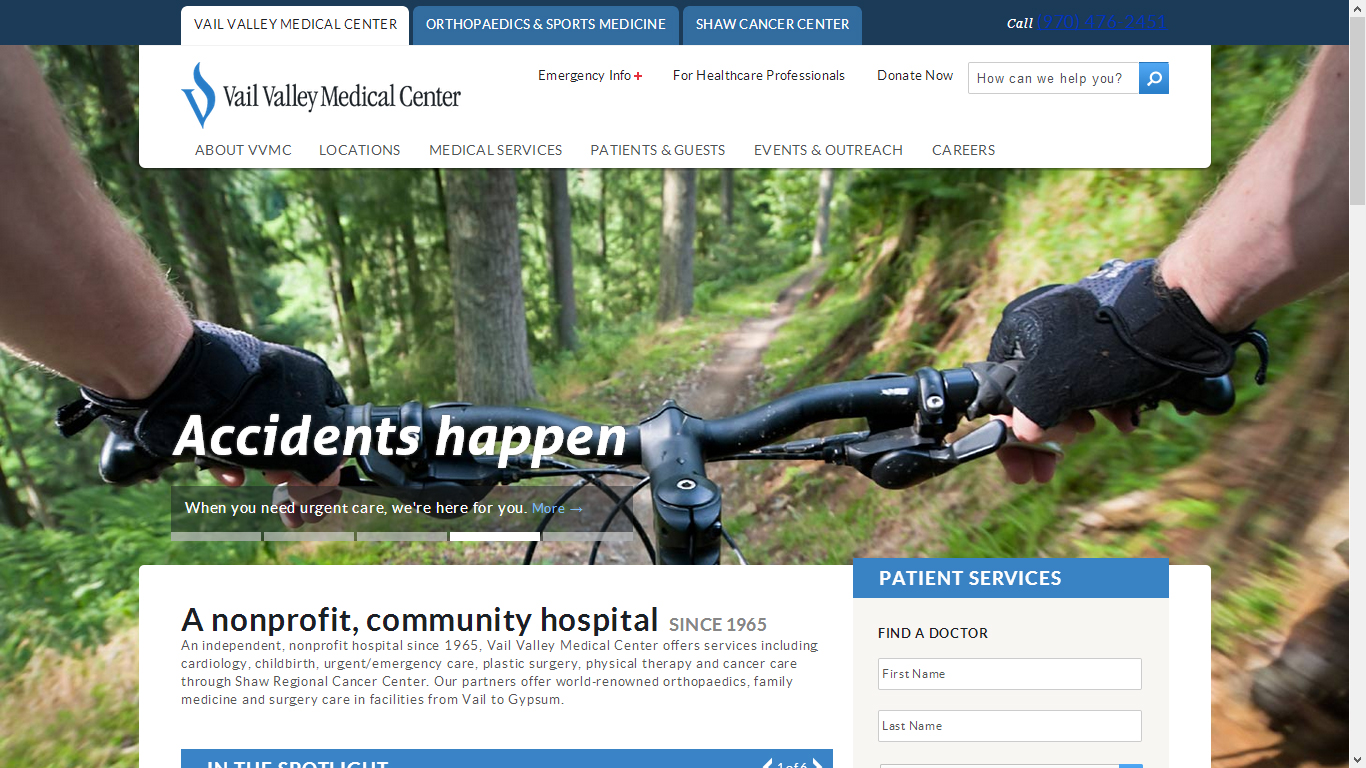 VAIL VALLEY MEDICAL CENTER
ORTHOPAEDICS & SPORTS MEDICINE
SHAW CANCER CENTER
Call (970) 476-2451
Vail Valley Medical Center
Emergency Info
For Healthcare Professionals
Donate Now
How can we help you?
ABOUT VVMC
LOCATIONS
MEDICAL SERVICES
PATIENTS & GUESTS
EVENTS & OUTREACH
CAREERS
Accidents happen
When you need urgent care, we're here for you. More →
A nonprofit, community hospital SINCE 1965
An independent, nonprofit hospital since 1965, Vail Valley Medical Center offers services including
cardiology, childbirth, urgent/emergency care, plastic surgery, physical therapy and cancer care
through Shaw Regional Cancer Center. Our partners offer world-renowned orthopaedics, family
medicine and surgery care in facilities from Vail to Gypsum.
IN THE SPOTLIGHT
1 of 6
PATIENT SERVICES
FIND A DOCTOR
First Name
Last Name